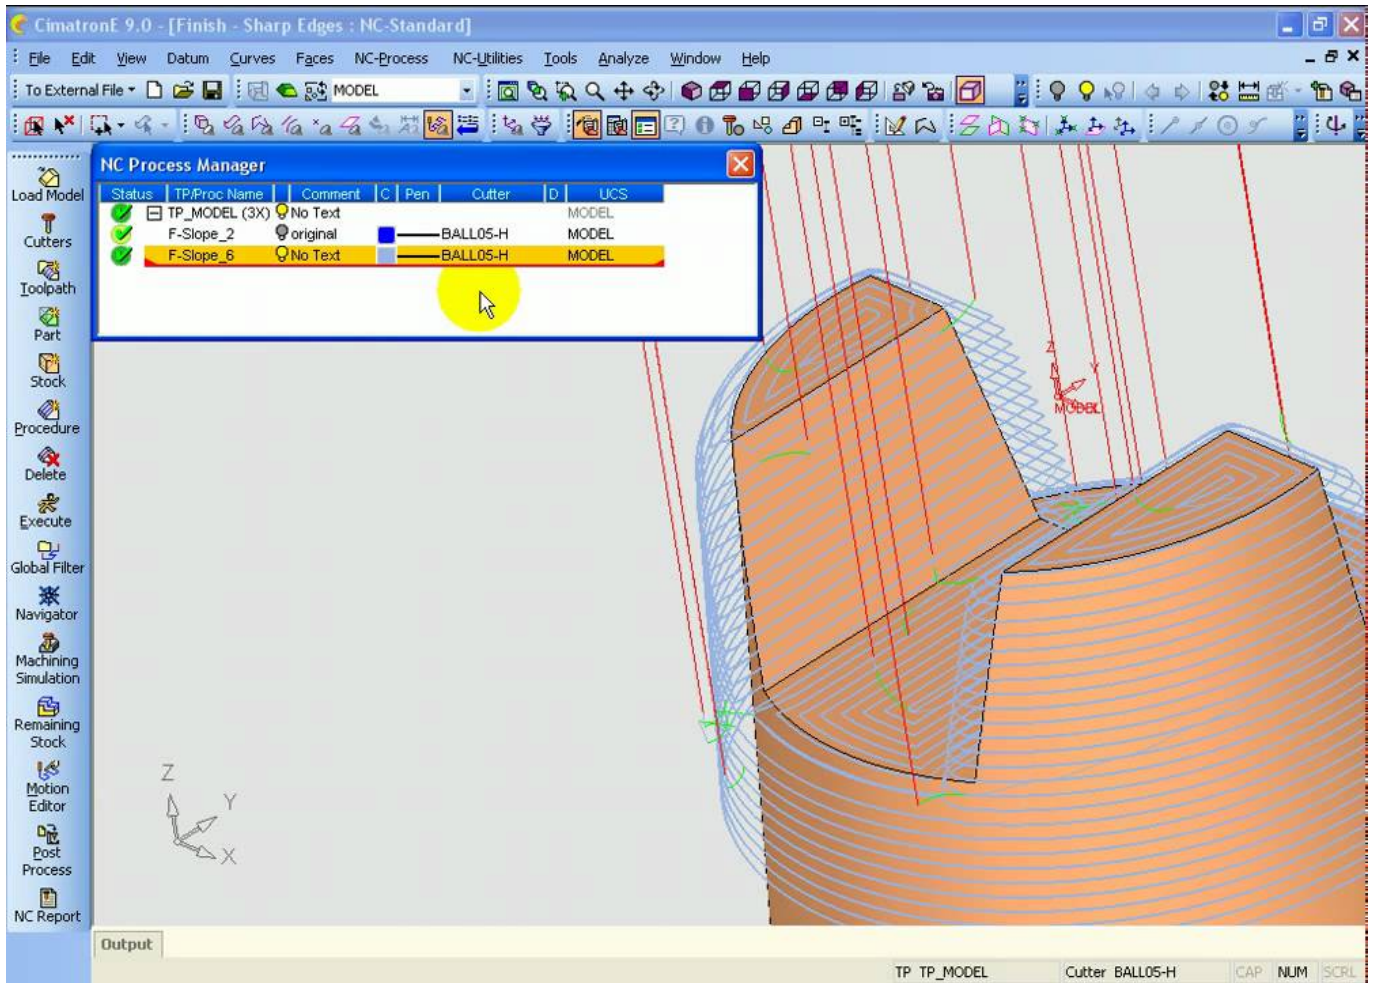 CimatronE 9.0 - [Finish - Sharp Edges : NC-Standard]
File Edit View Datum Curves Faces NC-Process NC-Utilities Tools Analyze Window Help
To External File MODEL
NC Process Manager
Status TP/Proc Name Comment C Pen Cutter D UCS
TP_MODEL (3X) No Text MODEL
F-Slope_2 original BALL05-H MODEL
F-Slope_6 No Text BALL05-H MODEL
Load Model
Cutters
Toolpath
Part
Stock
Procedure
Delete
Execute
Global Filter
Navigator
Machining
Simulation
Remaining
Stock
Motion
Editor
Post
Process
NC Report
Z
Y
MODEL
Z
Y
X
Output
TP TP_MODEL Cutter BALL05-H CAP NUM SCRL